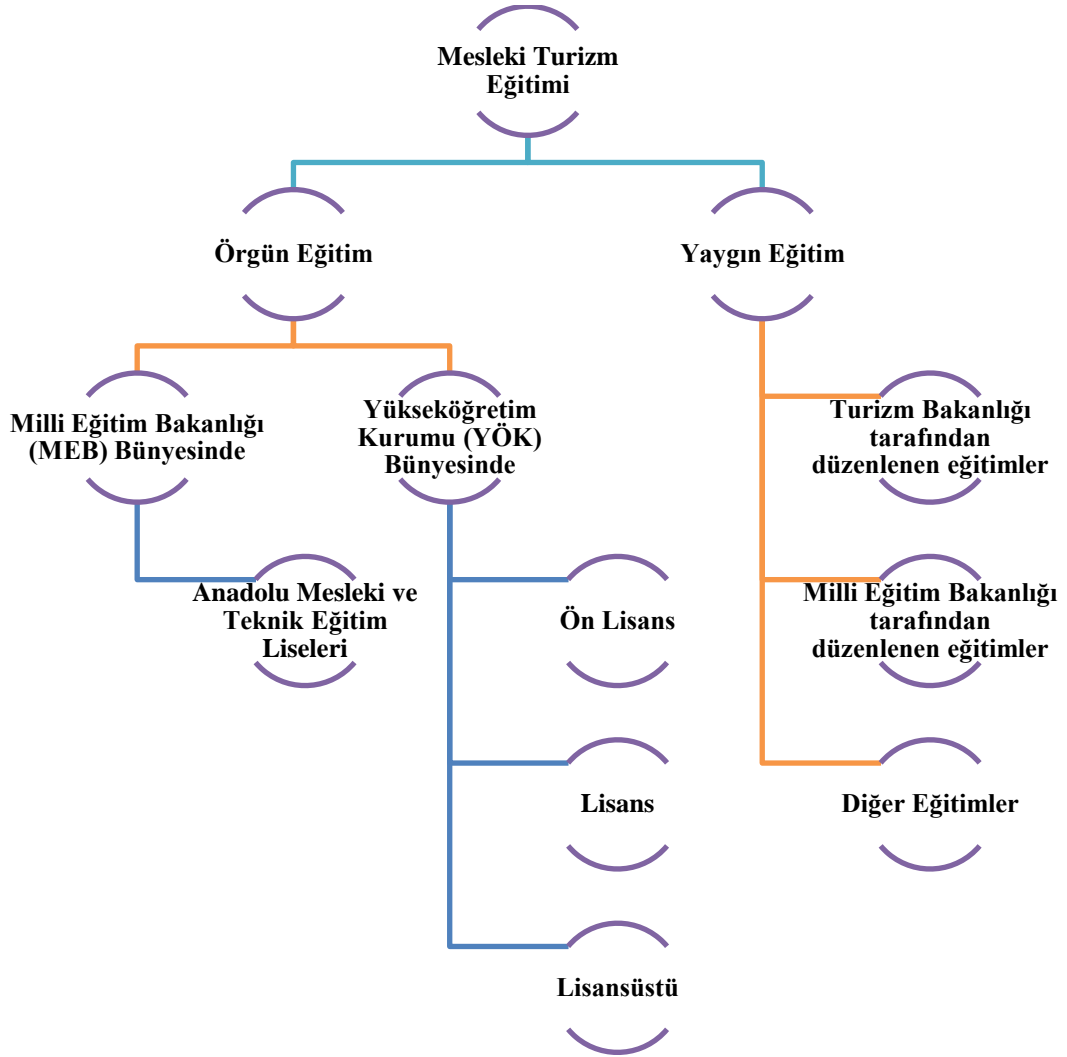 Mesleki Turizm
Eğitimi
Örgün Eğitim
Yaygın Eğitim
Milli Eğitim Bakanlığı
(MEB) Bünyesinde
Yükseköğretim
Kurumu (YÖK)
Bünyesinde
Turizm Bakanlığı
tarafından
düzenlenen eğitimler
Anadolu Mesleki ve
Teknik Eğitim
Liseleri
Ön Lisans
Milli Eğitim Bakanlığı
tarafından
düzenlenen eğitimler
Lisans
Diğer Eğitimler
Lisansüstü